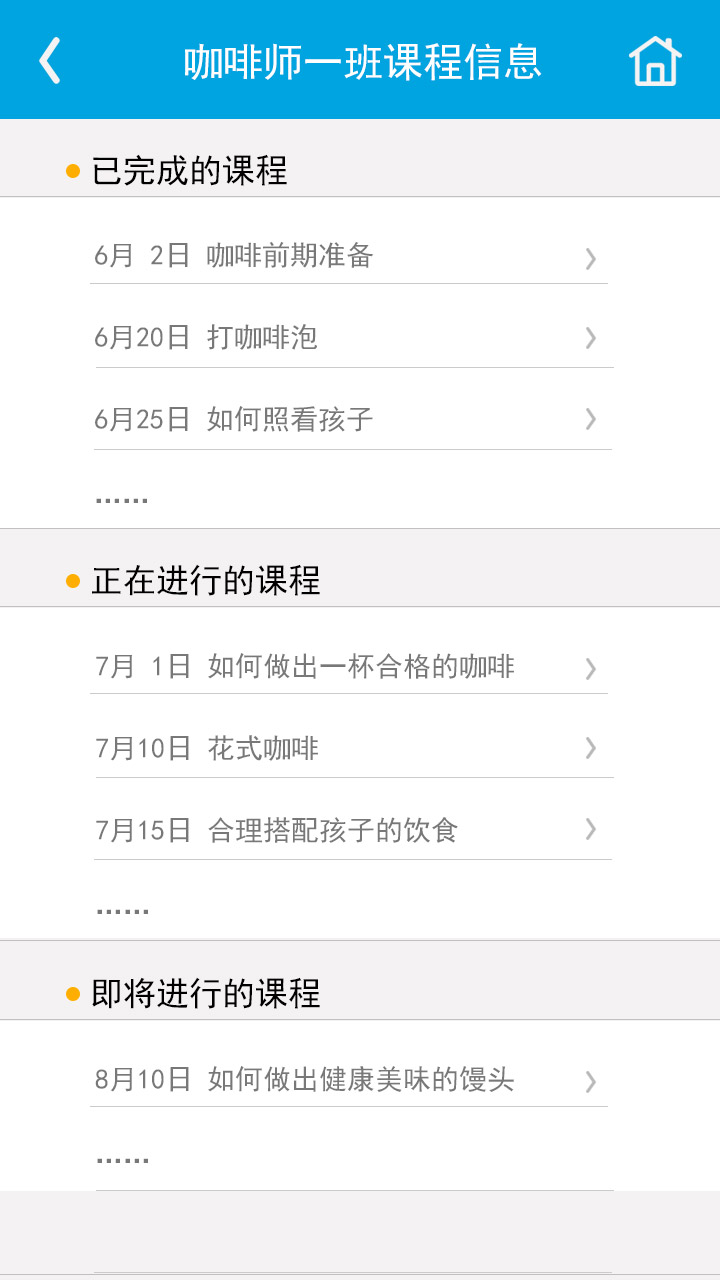 咖啡师一班课程信息
已完成的课程
6月 2日 咖啡前期准备
6月20日 打咖啡泡
6月25日 如何照看孩子
……
正在进行的课程
7月 1日 如何做出一杯合格的咖啡
7月10日 花式咖啡
7月15日 合理搭配孩子的饮食
……
即将进行的课程
8月10日 如何做出健康美味的馒头
……